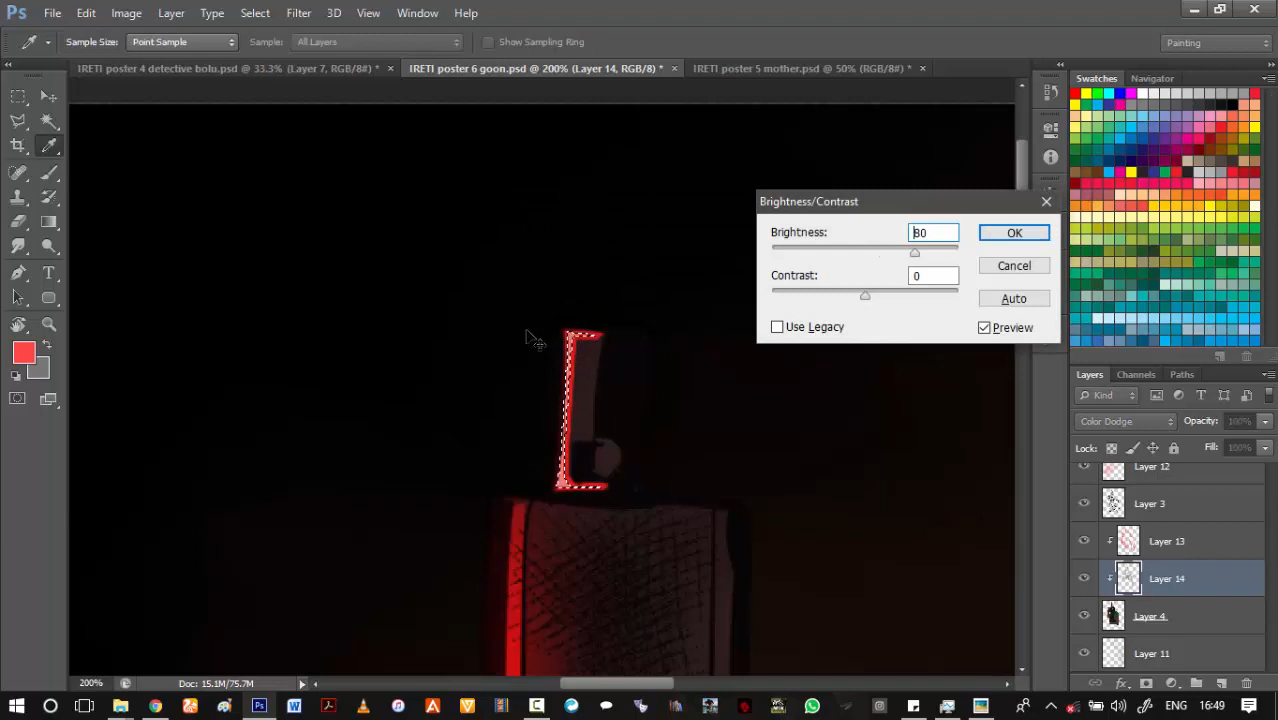 Ps File Edit Image Layer Type Select Filter 3D View Window Help
Sample Size: Point Sample Sample: All Layers Show Sampling Ring Painting
IRETI poster 4 detective bolu.psd @ 33.3% (Layer 7, RGB/8#) * × IRETI poster 6 goon.psd @ 200% (Layer 14, RGB/8) * × IRETI poster 5 mother.psd @ 50% (RGB/8#) * ×
Swatches Navigator
Brightness/Contrast
Brightness: 80 OK
Cancel
Contrast: 0
Auto
Use Legacy Preview
Layers Channels Paths
Kind
Color Dodge Opacity: 100%
Lock: Fill: 100%
Layer 12
Layer 3
Layer 13
Layer 14
Layer 4
Layer 11
200% Doc: 15.1M/75.7M
ENG 16:49